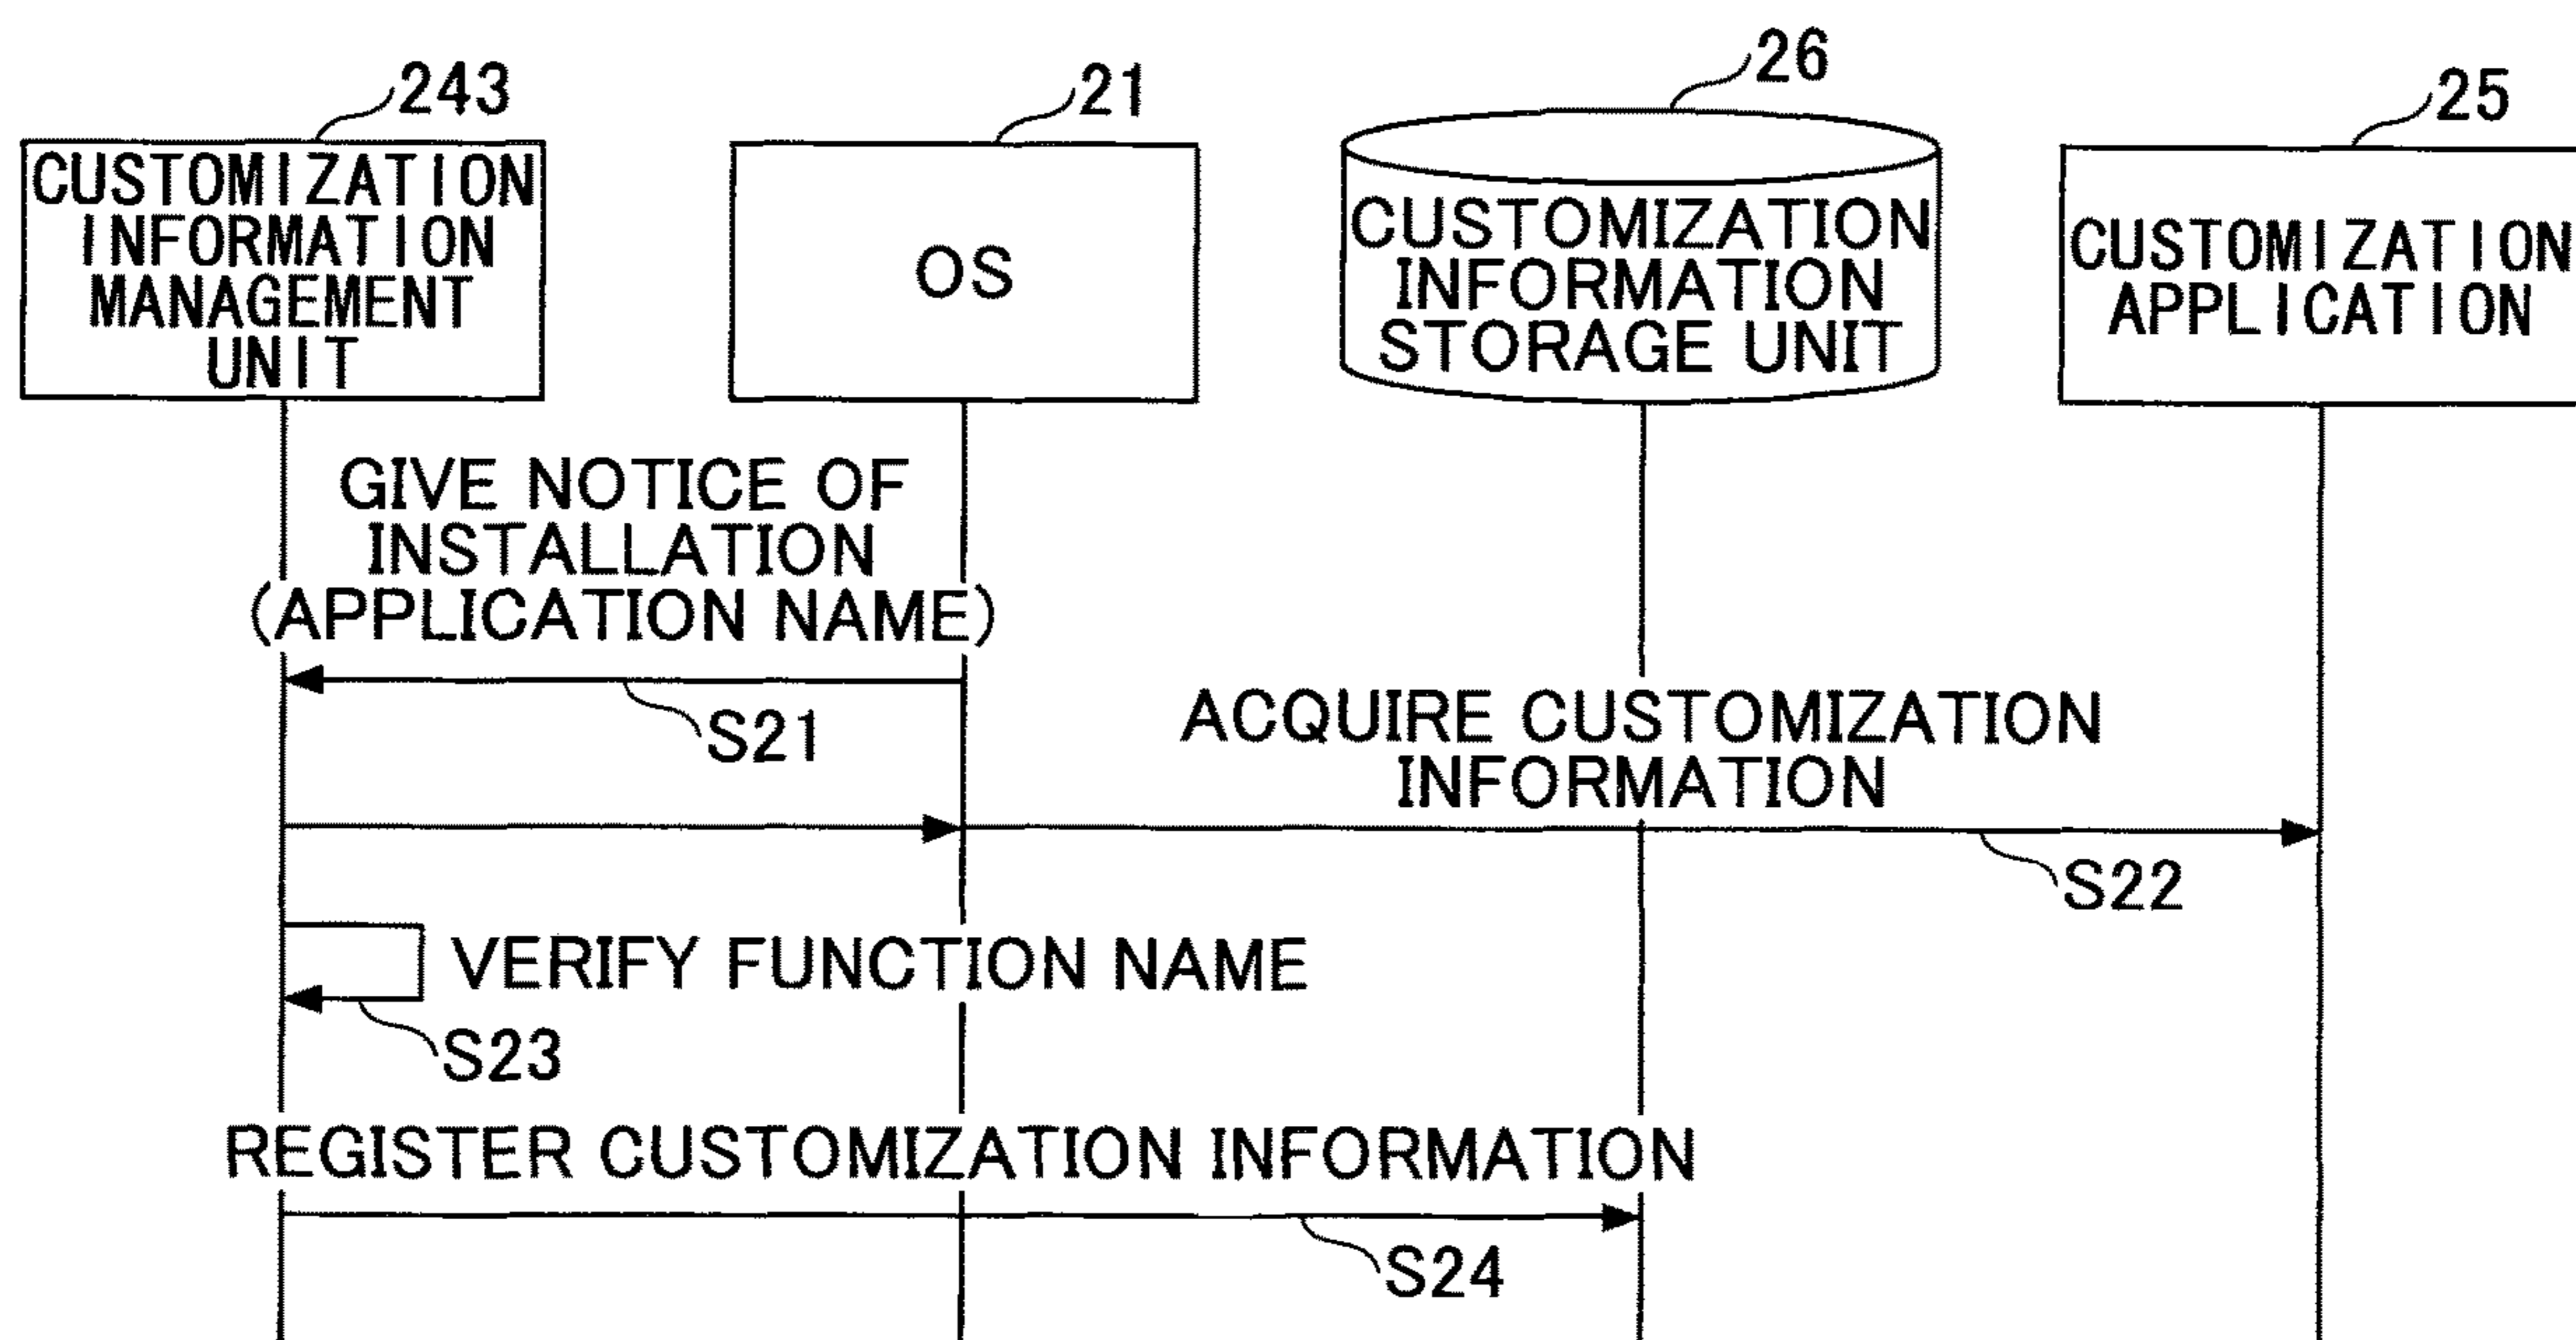 243
21
26
25
CUSTOMIZATION
INFORMATION
MANAGEMENT
UNIT
OS
CUSTOMIZATION
INFORMATION
STORAGE UNIT
CUSTOMIZATION
APPLICATION
GIVE NOTICE OF
INSTALLATION
(APPLICATION NAME)
S21
ACQUIRE CUSTOMIZATION
INFORMATION
S22
VERIFY FUNCTION NAME
S23
REGISTER CUSTOMIZATION INFORMATION
S24